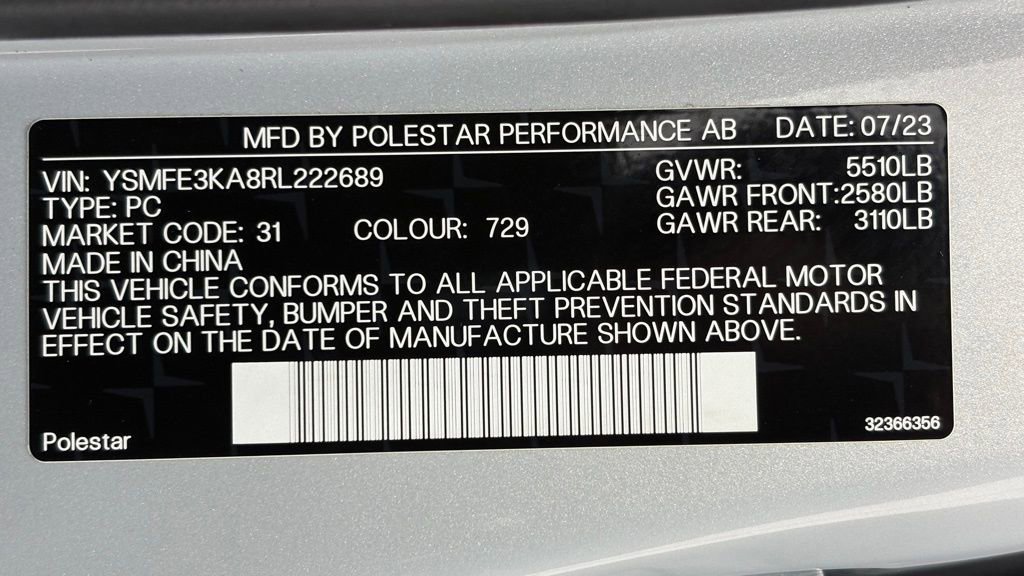 MFD BY POLESTAR PERFORMANCE AB DATE: 07/23
VIN: YSMFE3KA8RL222689 GVWR: 5510LB
TYPE: PC GAWR FRONT:2580LB
MARKET CODE: 31 COLOUR: 729 GAWR REAR: 3110LB
MADE IN CHINA
THIS VEHICLE CONFORMS TO ALL APPLICABLE FEDERAL MOTOR
VEHICLE SAFETY, BUMPER AND THEFT PREVENTION STANDARDS IN
EFFECT ON THE DATE OF MANUFACTURE SHOWN ABOVE.
Polestar 32366356